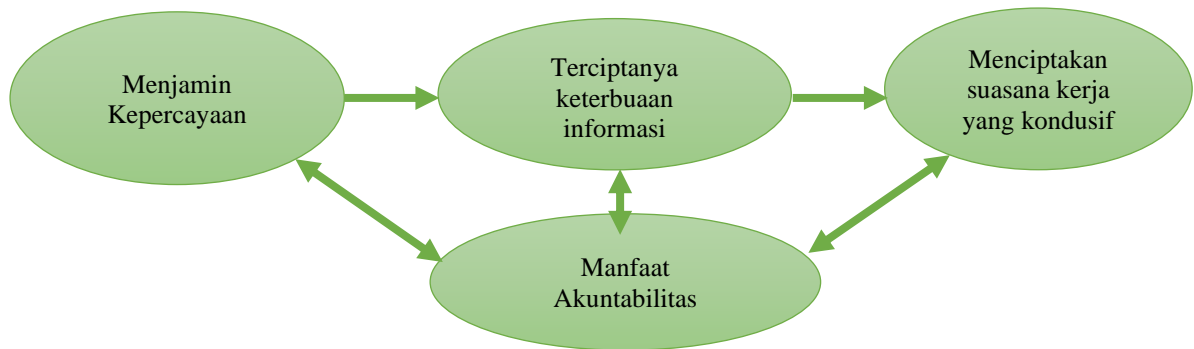 Menjamin
Kepercayaan
Terciptanya
keterbuaan
informasi
Menciptakan
suasana kerja
yang kondusif
Manfaat
Akuntabilitas